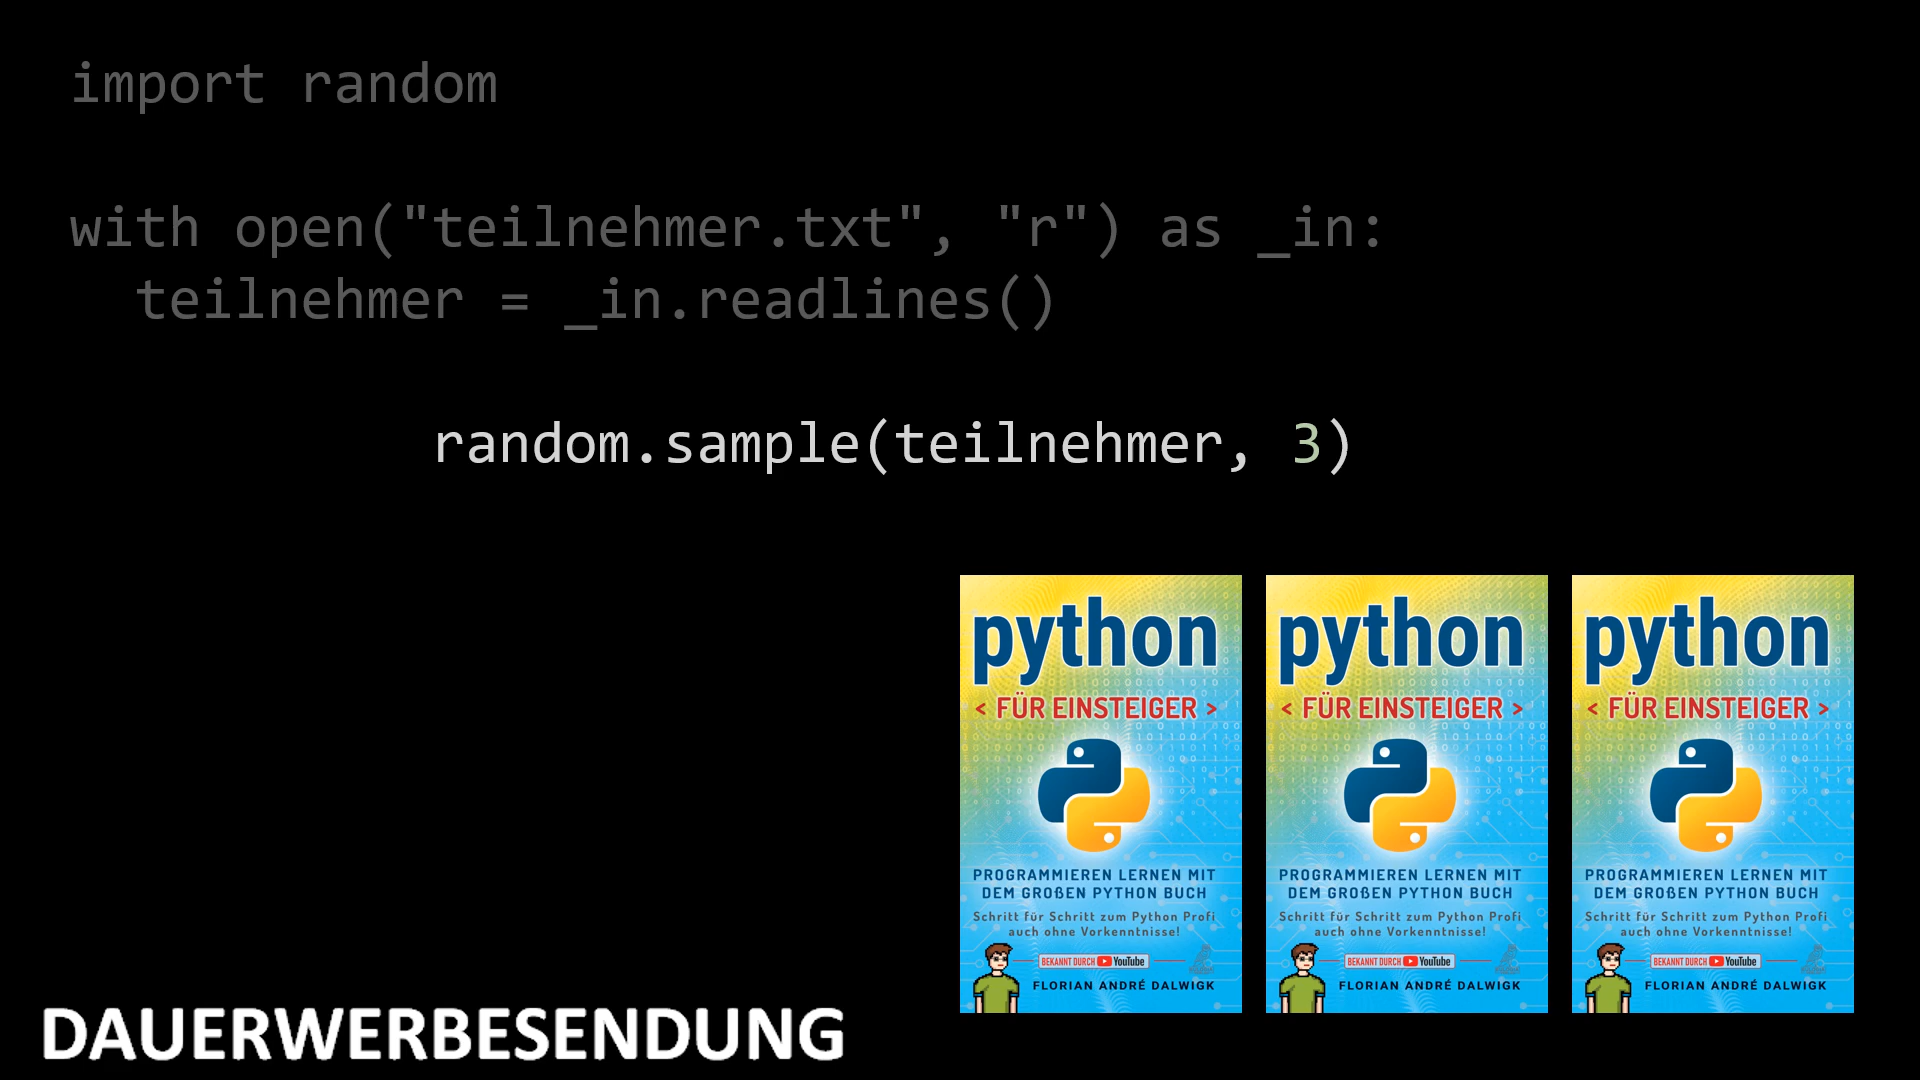 import random
with open("teilnehmer.txt", "r") as _in:
  teilnehmer = _in.readlines()
random.sample(teilnehmer, 3)
python
< FÜR EINSTEIGER >
PROGRAMMIEREN LERNEN MIT
DEM GROßEN PYTHON BUCH
Schritt für Schritt zum Python Profi
auch ohne Vorkenntnisse!
BEKANNT DURCH YouTube
FLORIAN ANDRÉ DALWIGK
python
< FÜR EINSTEIGER >
PROGRAMMIEREN LERNEN MIT
DEM GROßEN PYTHON BUCH
Schritt für Schritt zum Python Profi
auch ohne Vorkenntnisse!
BEKANNT DURCH YouTube
FLORIAN ANDRÉ DALWIGK
python
< FÜR EINSTEIGER >
PROGRAMMIEREN LERNEN MIT
DEM GROßEN PYTHON BUCH
Schritt für Schritt zum Python Profi
auch ohne Vorkenntnisse!
BEKANNT DURCH YouTube
FLORIAN ANDRÉ DALWIGK
DAUERWERBESENDUNG